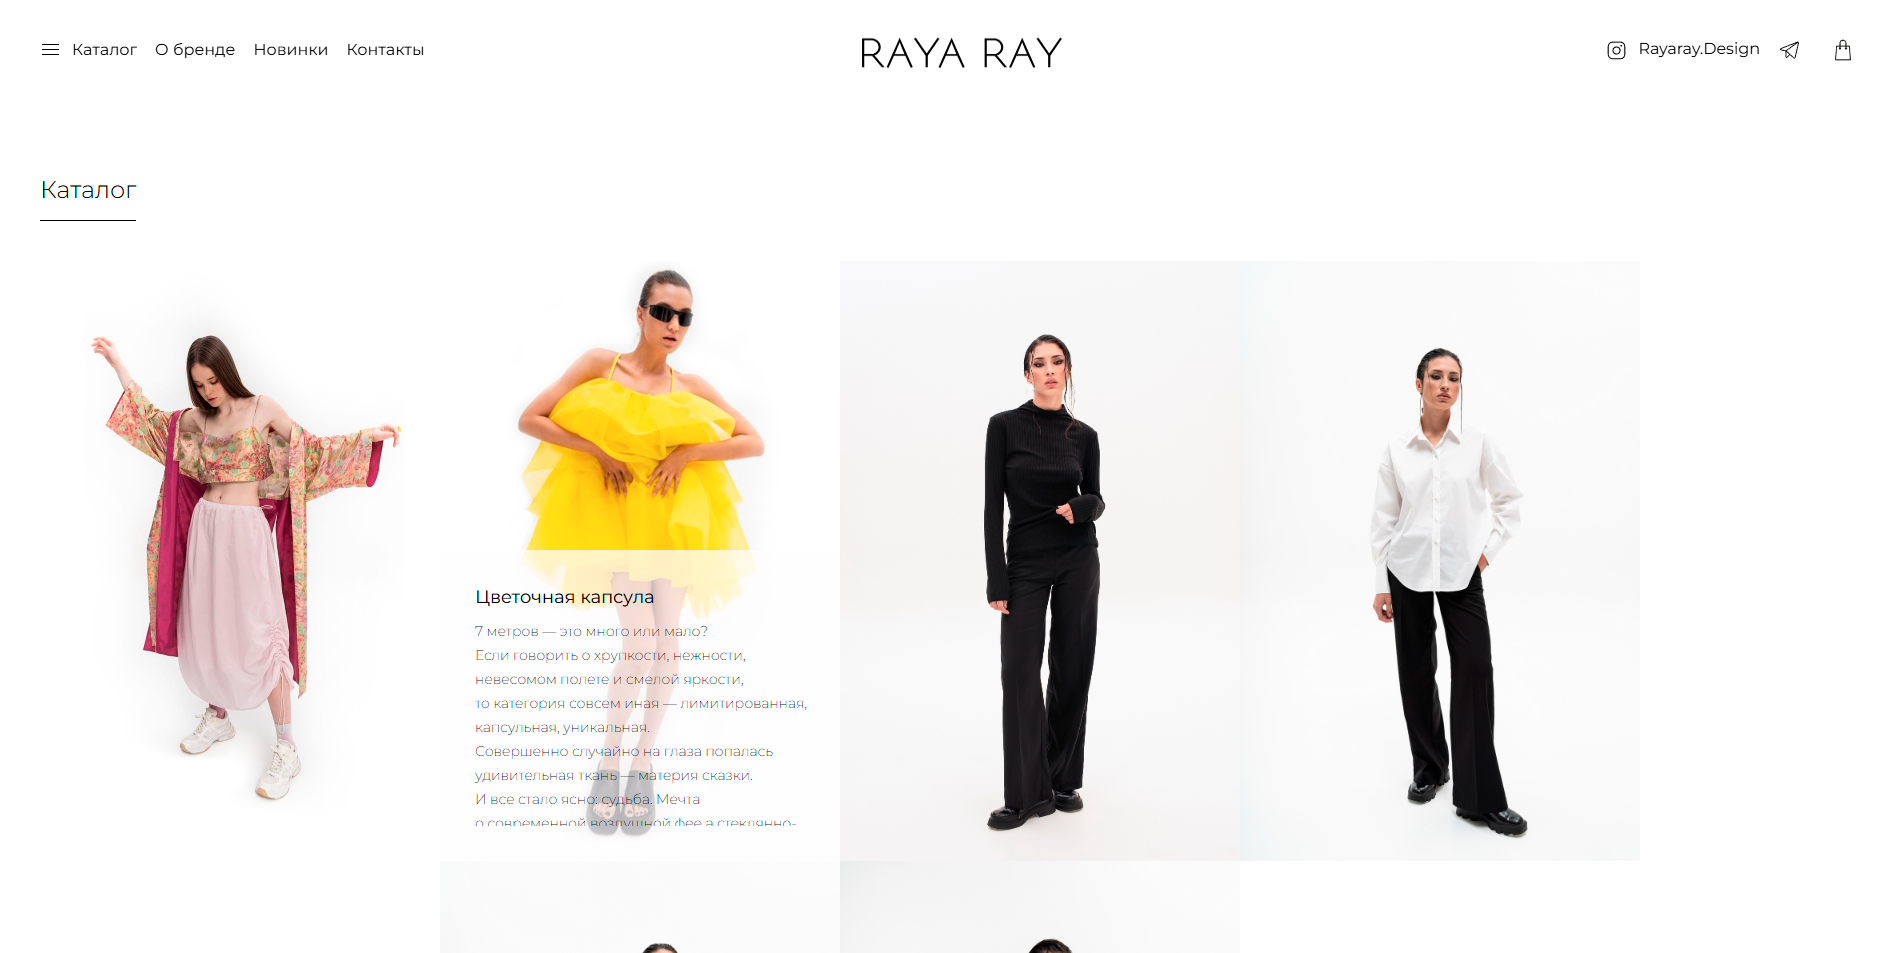 Каталог О бренде Новинки Контакты
RAYA RAY
Rayaray.Design
Каталог
Цветочная капсула
7 метров — это много или мало?
Если говорить о хрупкости, нежности,
невесомом полете и смелой яркости,
то категория совсем иная — лимитированная,
капсульная, уникальная.
Совершенно случайно на глаза попалась
удивительная ткань — материя сказки.
И все стало ясно: судьба. Мечта
о современной воздушной фее а стеклянно-